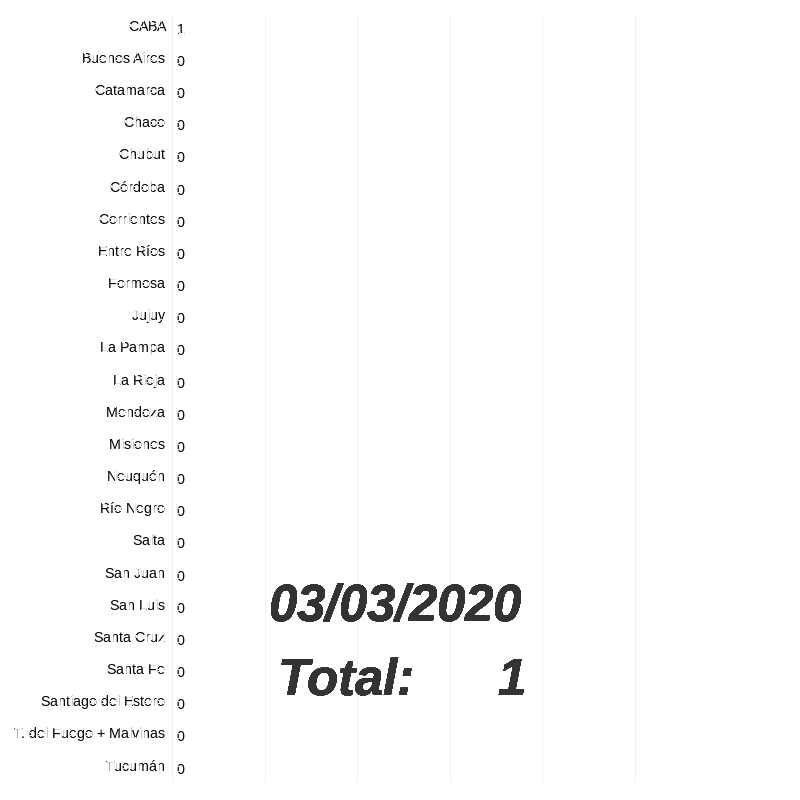 CABA 1
Buenos Aires 0
Catamarca 0
Chaco 0
Chubut 0
Córdoba 0
Corrientes 0
Entre Ríos 0
Formosa 0
Jujuy 0
La Pampa 0
La Rioja 0
Mendoza 0
Misiones 0
Neuquén 0
Río Negro 0
Salta 0
San Juan 0
San Luis 0
Santa Cruz 0
Santa Fe 0
Santiago del Estero 0
T. del Fuego + Malvinas 0
Tucumán 0
03/03/2020
Total: 1